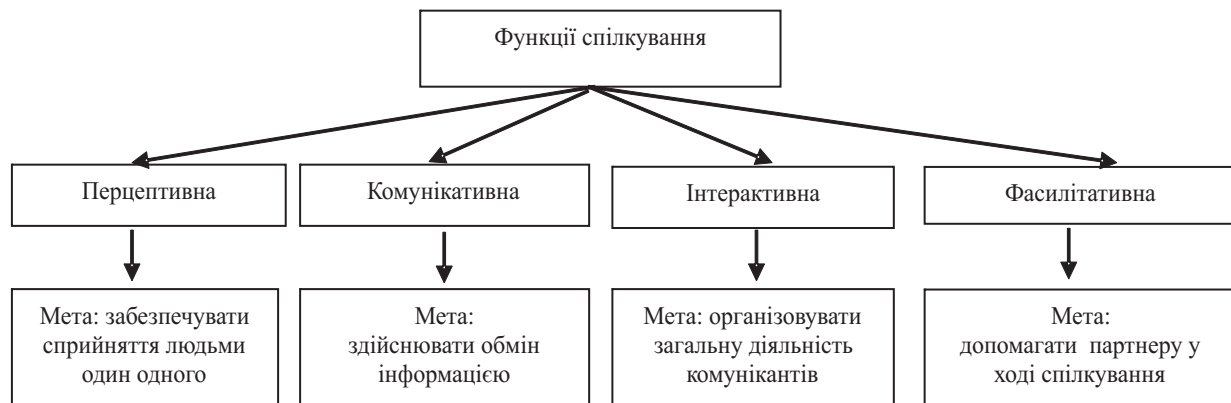 Функції спілкування
Перцептивна
Комунікативна
Інтерактивна
Фасилітативна
Мета: забезпечувати
сприйняття людьми
один одного
Мета:
здійснювати обмін
інформацією
Мета: організовувати
загальну діяльність
комунікантів
Мета:
допомагати партнеру у
ході спілкування